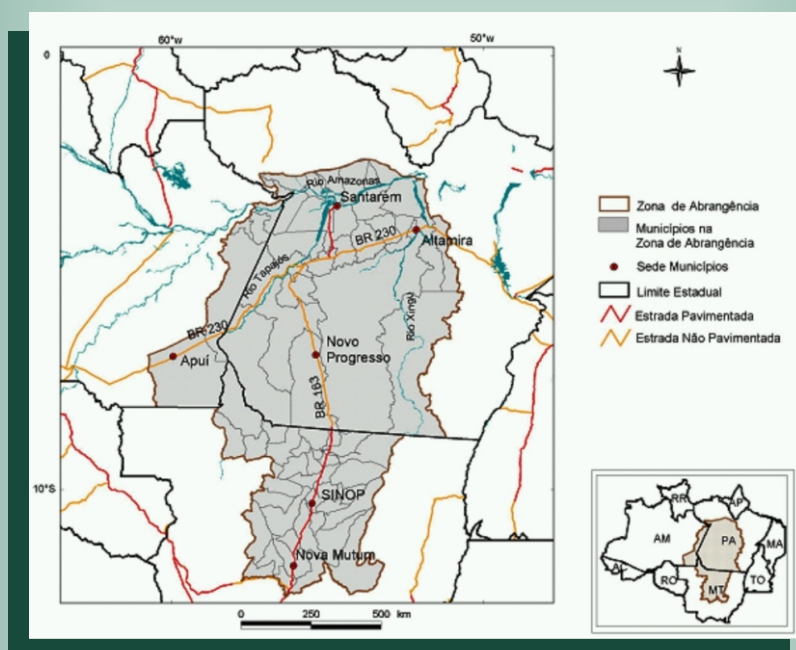 60°w
50°w
0
N
Rio Amazonas
Santarem
BR 230
Altamira
Rio Tapajós
Rio Xingu
BR 230
Apuí
Novo
Progresso
BR 163
10°S
SINOP
Nova Mutum
0 250 500 km
Zona de Abrangência
Municípios na
Zona de Abrangência
Sede Municípios
Limite Estadual
Estrada Pavimentada
Estrada Não Pavimentada
RR
AP
AM
PA
MA
AC
RO
MT
TO